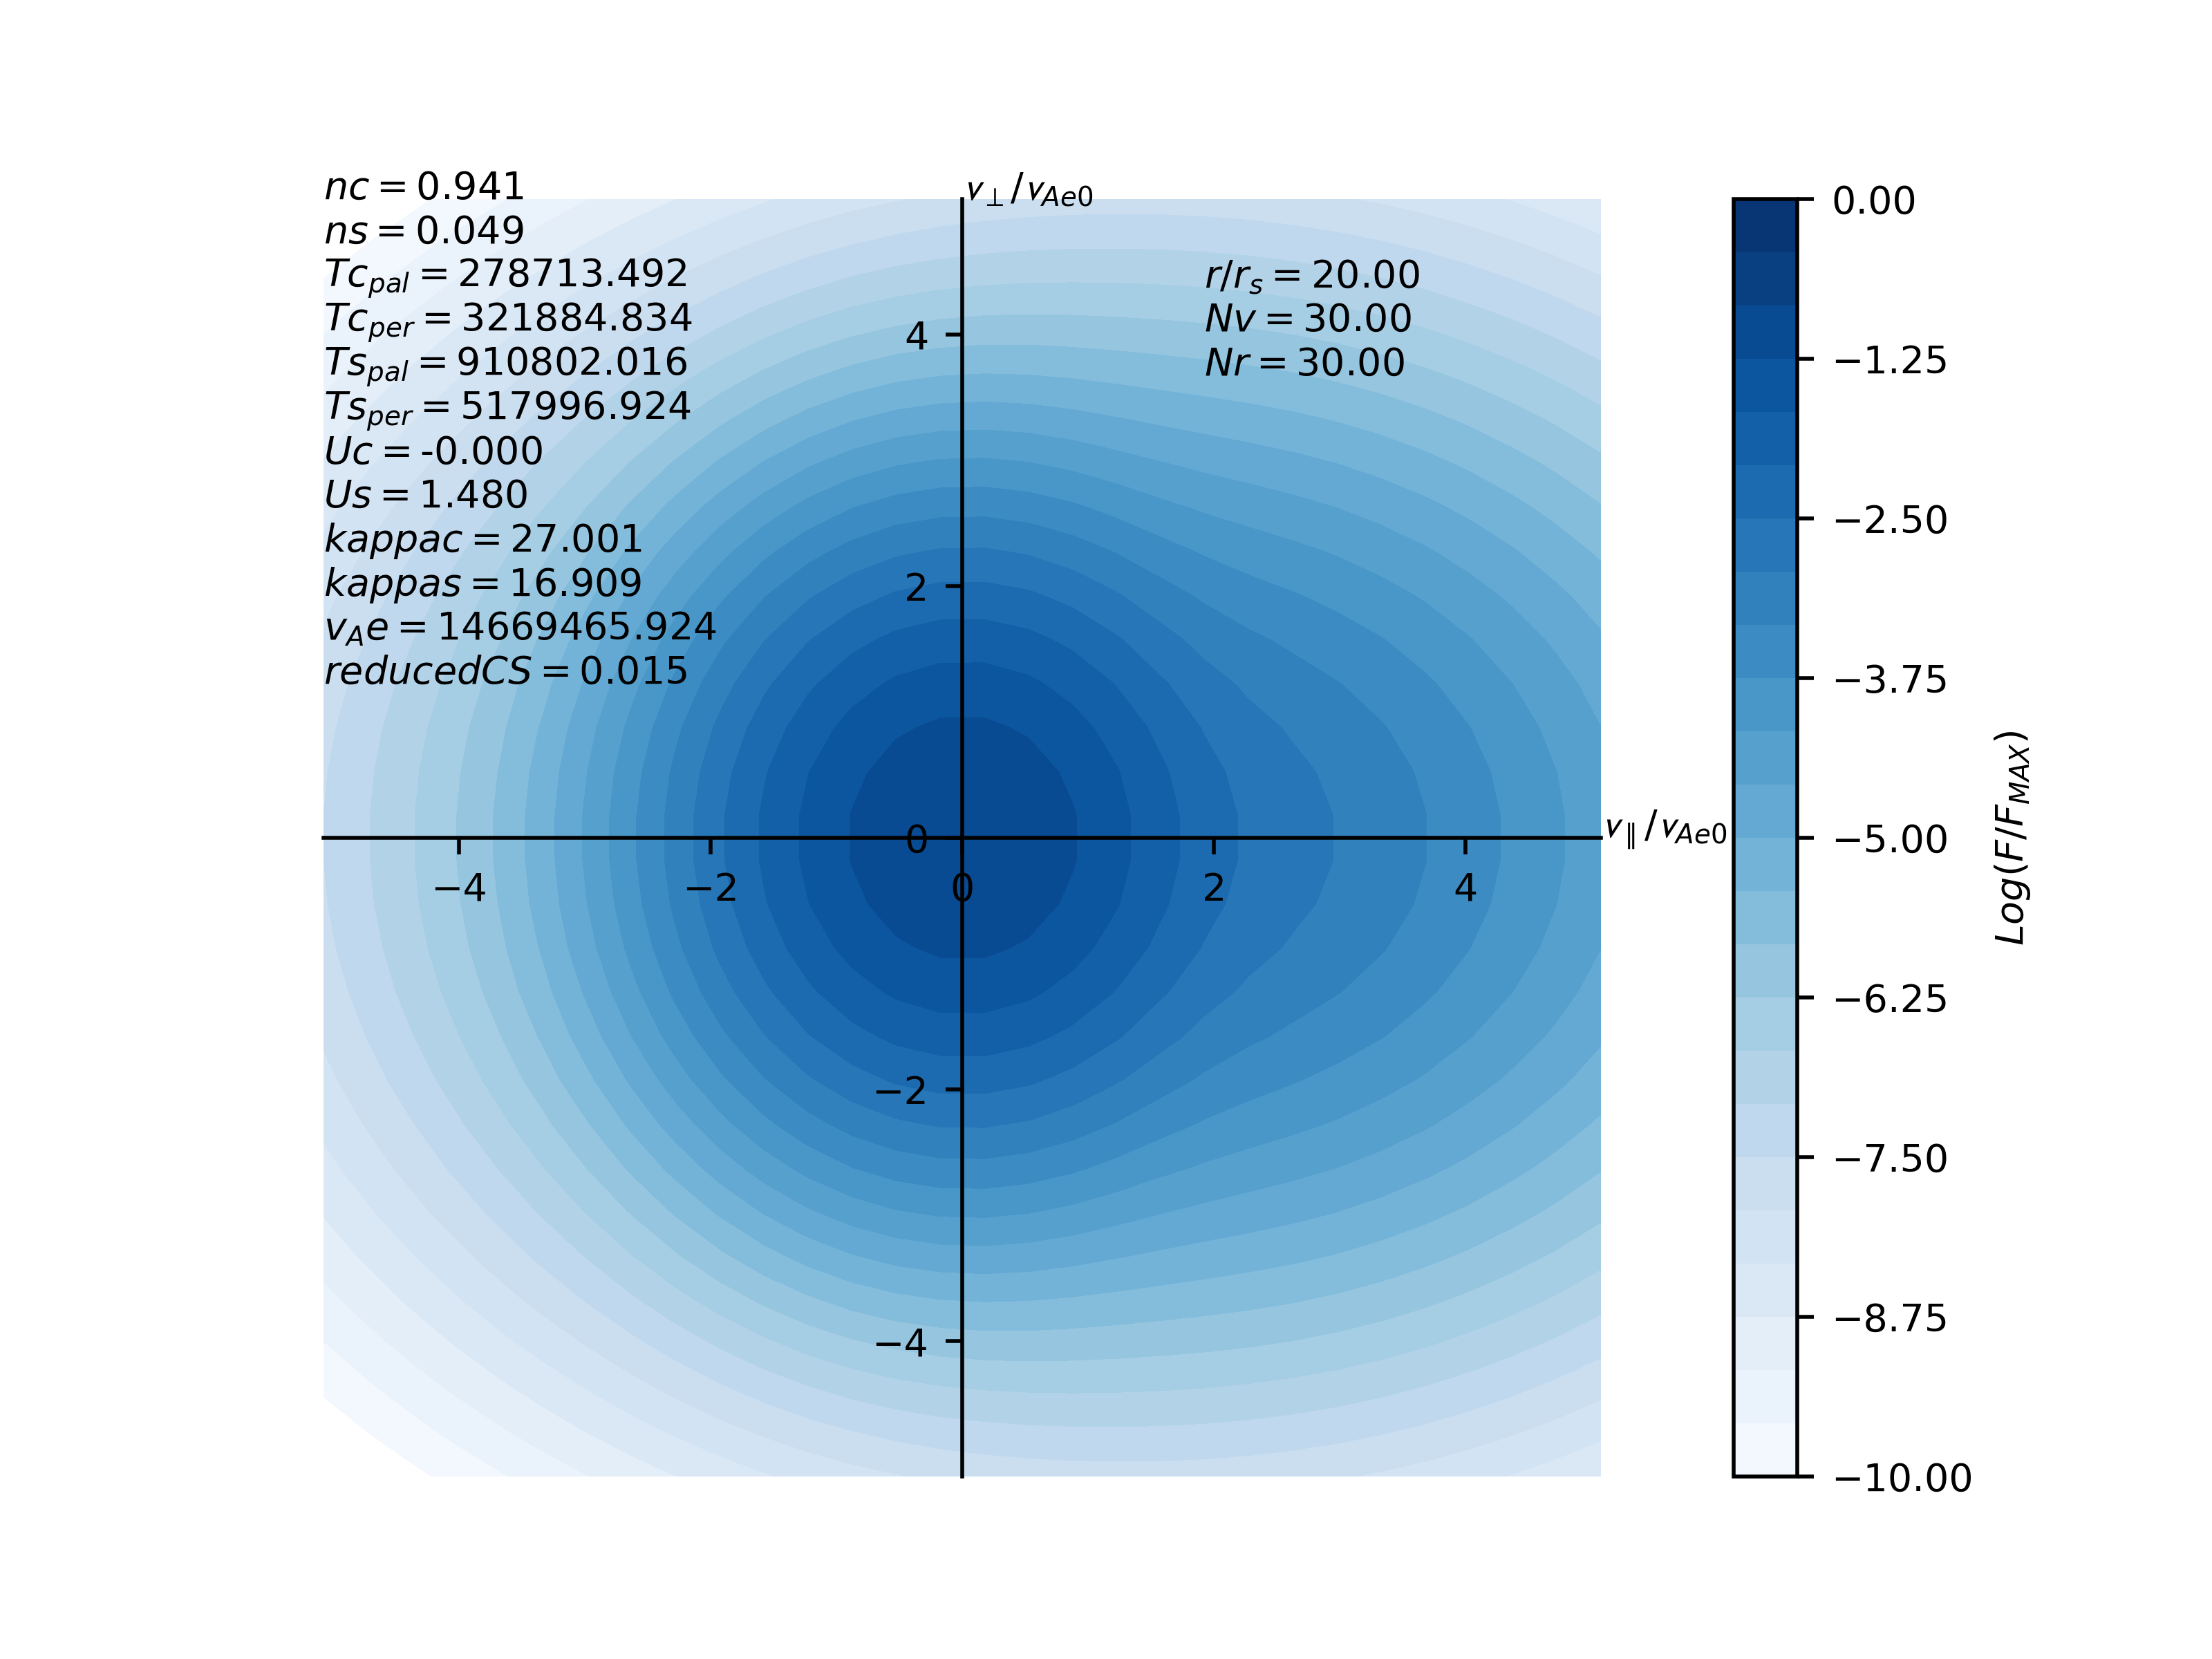 nc = 0.941
ns = 0.049
Tc_pal = 278713.492
Tc_per = 321884.834
Ts_pal = 910802.016
Ts_per = 517996.924
Uc = -0.000
Us = 1.480
kappac = 27.001
kappas = 16.909
v_A e = 14669465.924
reducedCS = 0.015
v_⊥/v_Ae0
r/r_s = 20.00
Nv = 30.00
Nr = 30.00
4
2
0
−2
−4
−4 −2 0 2 4
v_∥/v_Ae0
0.00
−1.25
−2.50
−3.75
−5.00
−6.25
−7.50
−8.75
−10.00
Log(F/F_MAX)